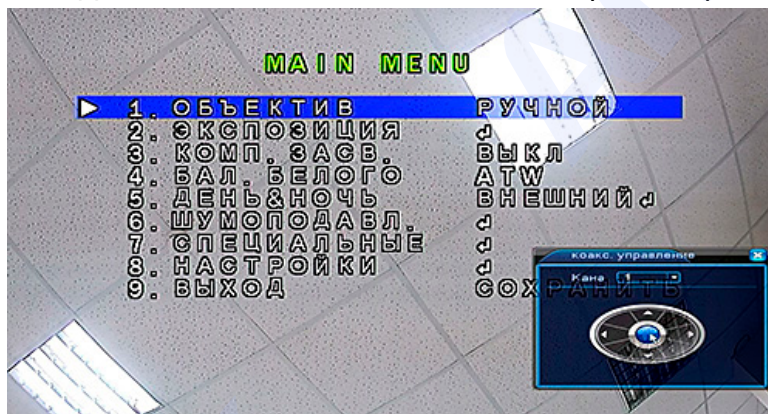 MAIN MENU
1. ОБЪЕКТИВ РУЧНОЙ
2. ЭКСПОЗИЦИЯ
3. КОМП. ЗАСВ. ВЫКЛ
4. БАЛ. БЕЛОГО ATW
5. ДЕНЬ&НОЧЬ ВНЕШНИЙ
6. ШУМОПОДАВЛ.
7. СПЕЦИАЛЬНЫЕ
8. НАСТРОЙКИ
9. ВЫХОД СОХРАНИТЬ
коакс. управление
Кана 1